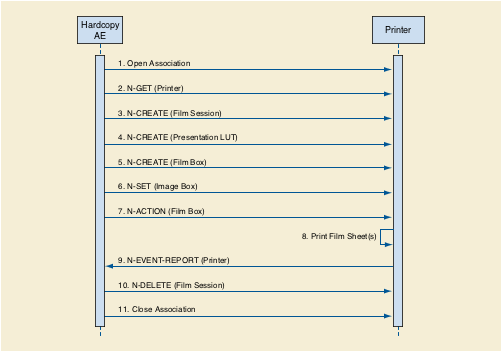 Hardcopy
AE
Printer
1. Open Association
2. N-GET (Printer)
3. N-CREATE (Film Session)
4. N-CREATE (Presentation LUT)
5. N-CREATE (Film Box)
6. N-SET (Image Box)
7. N-ACTION (Film Box)
8. Print Film Sheet(s)
9. N-EVENT-REPORT (Printer)
10. N-DELETE (Film Session)
11. Close Association